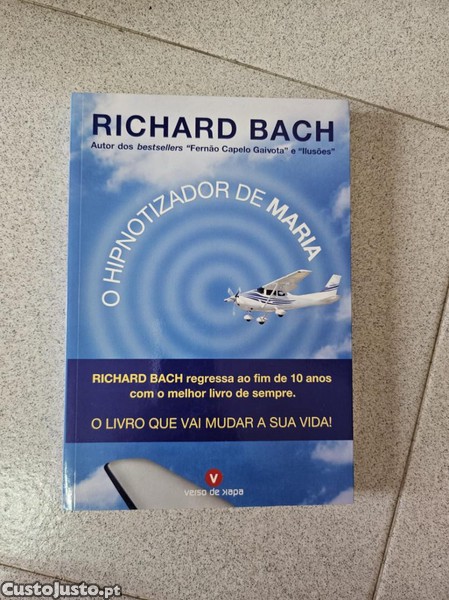 RICHARD BACH
Autor dos bestsellers "Fernão Capelo Gaivota" e "Ilusões"
O HIPNOTIZADOR DE MARIA
RICHARD BACH regressa ao fim de 10 anos
com o melhor livro de sempre.
O LIVRO QUE VAI MUDAR A SUA VIDA!
V
verso de kapa
CustoJusto.pt